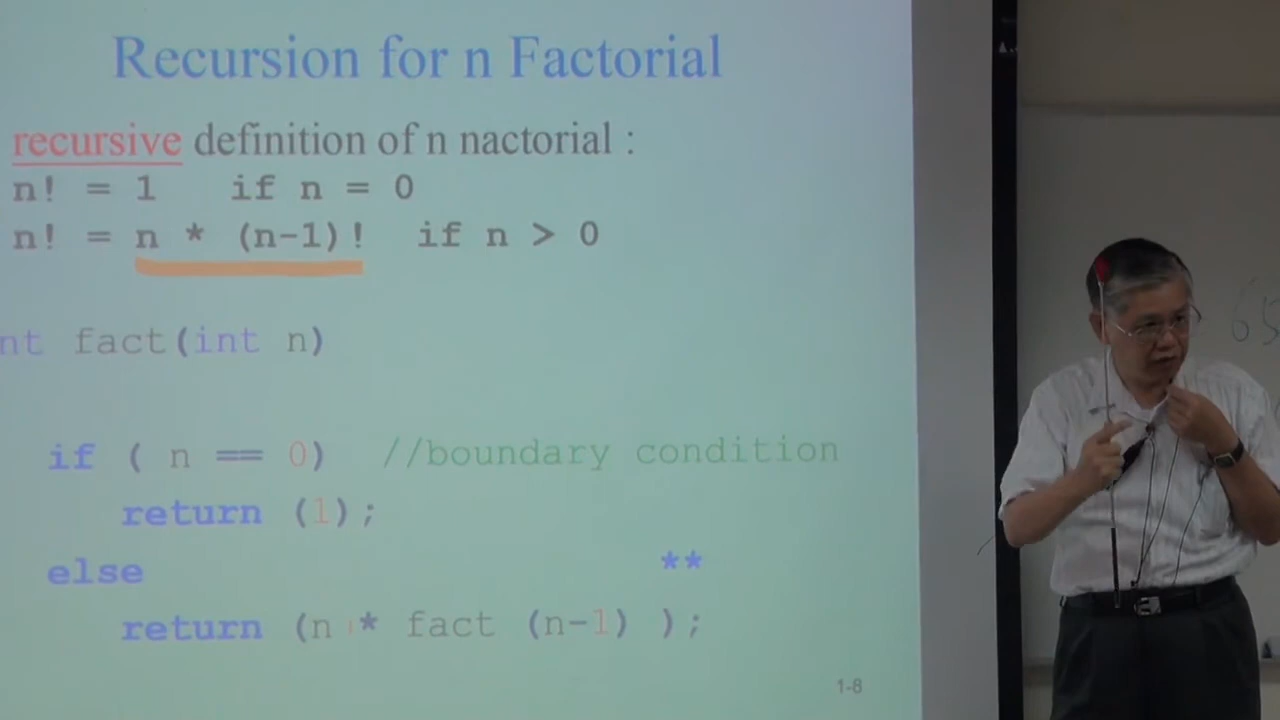 Recursion for n Factorial
recursive definition of n nactorial :
n! = 1 if n = 0
n! = n * (n-1)! if n > 0
nt fact(int n)
if ( n == 0) //boundary condition
return (1);
else **
return (n * fact (n-1) );
1-8